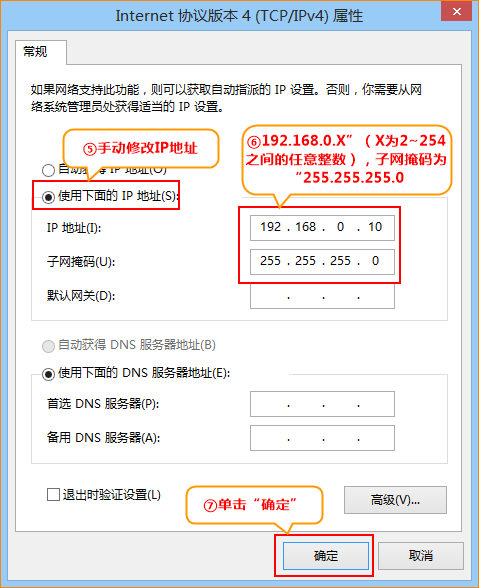 Internet 协议版本 4 (TCP/IPv4) 属性
常规
如果网络支持此功能，则可以获取自动指派的 IP 设置。否则，你需要从网
络系统管理员处获得适当的 IP 设置。
⑤手动修改IP地址
⑥192.168.0.X”（X为2~254
之间的任意整数），子网掩码为
“255.255.255.0
自动获得 IP 地址(O)
使用下面的 IP 地址(S):
IP 地址(I):
192 . 168 . 0 . 10
子网掩码(U):
255 . 255 . 255 . 0
默认网关(D):
. . .
自动获得 DNS 服务器地址(B)
使用下面的 DNS 服务器地址(E):
首选 DNS 服务器(P):
. . .
备用 DNS 服务器(A):
. . .
退出时验证设置(L)
⑦单击“确定”
高级(V)...
确定
取消